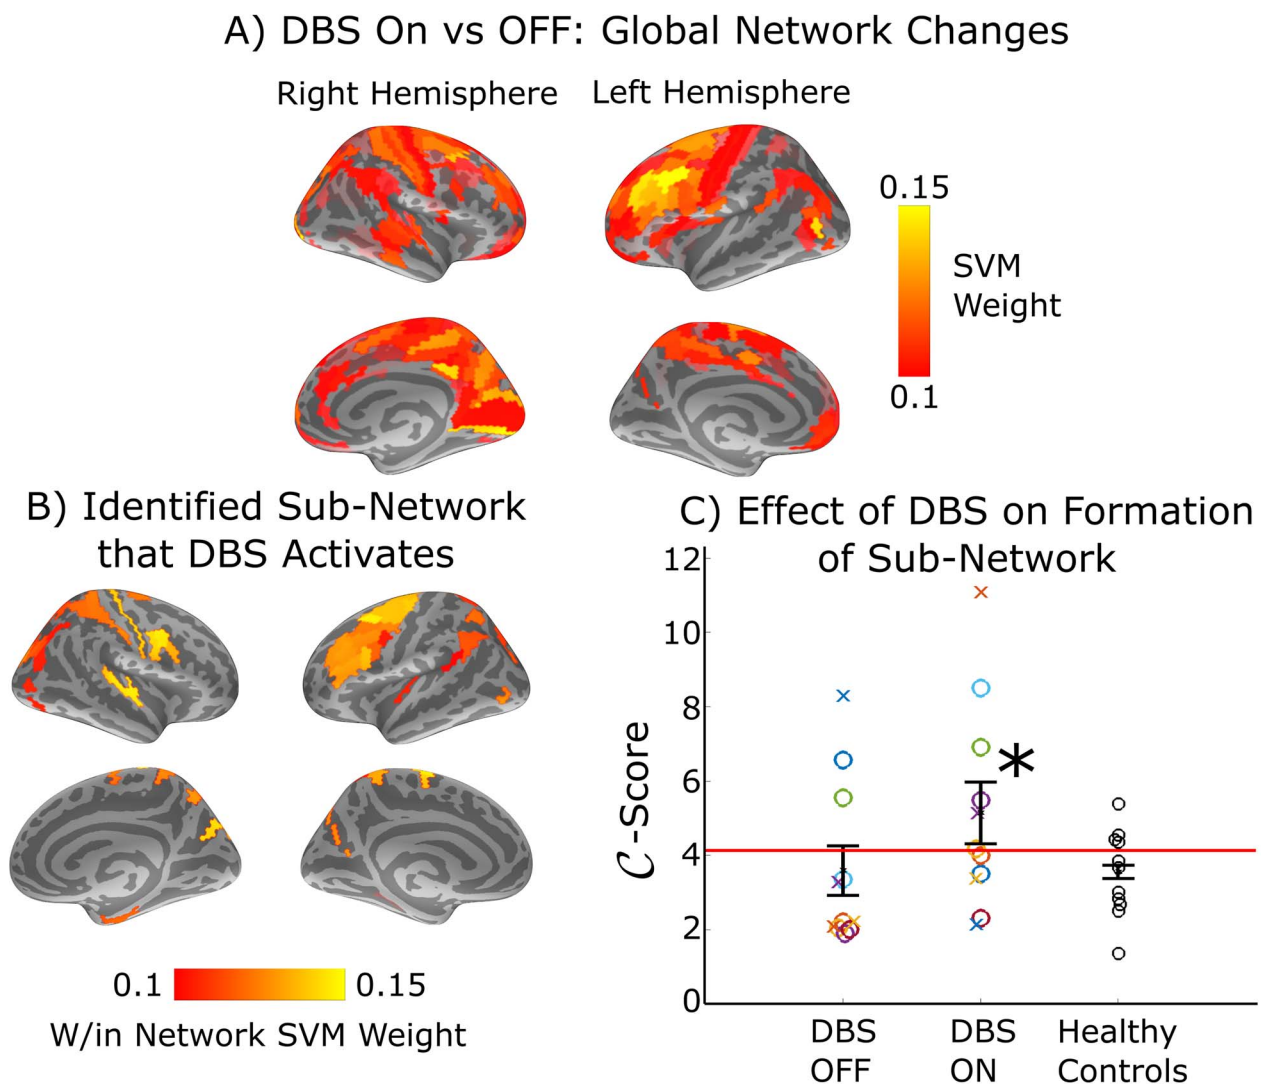 A) DBS On vs OFF: Global Network Changes
Right Hemisphere
Left Hemisphere
0.15
SVM
Weight
0.1
B) Identified Sub-Network
that DBS Activates
0.1
0.15
W/in Network SVM Weight
C) Effect of DBS on Formation
of Sub-Network
12
10
8
6
4
2
0
C-Score
*
DBS
OFF
DBS
ON
Healthy
Controls